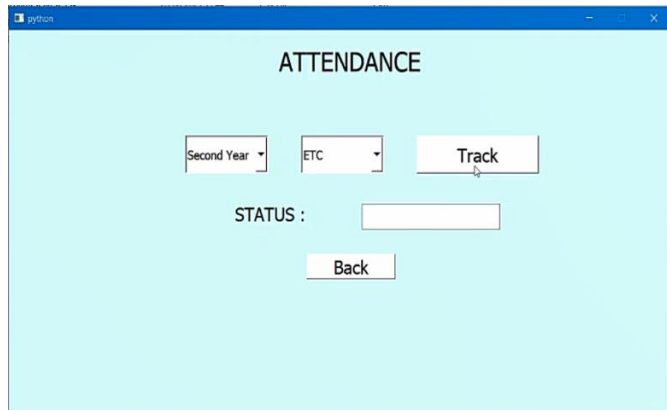 python
ATTENDANCE
Second Year ETC Track
STATUS :
Back